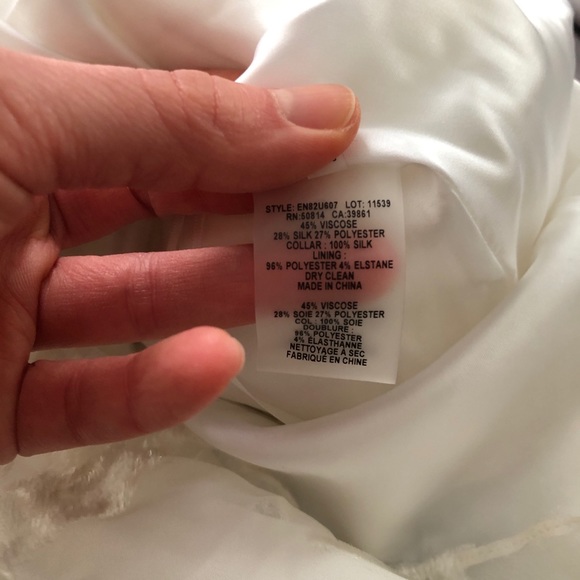 STYLE: EN82U607 LOT: 11539
RN:50814 CA:39861
45% VISCOSE
28% SILK 27% POLYESTER
COLLAR : 100% SILK
LINING :
96% POLYESTER 4% ELSTANE
DRY CLEAN
MADE IN CHINA
45% VISCOSE
28% SOIE 27% POLYESTER
COL : 100% SOIE
DOUBLURE :
96% POLYESTER
4% ELASTHANNE
NETTOYAGE À SEC
FABRIQUÉ EN CHINE